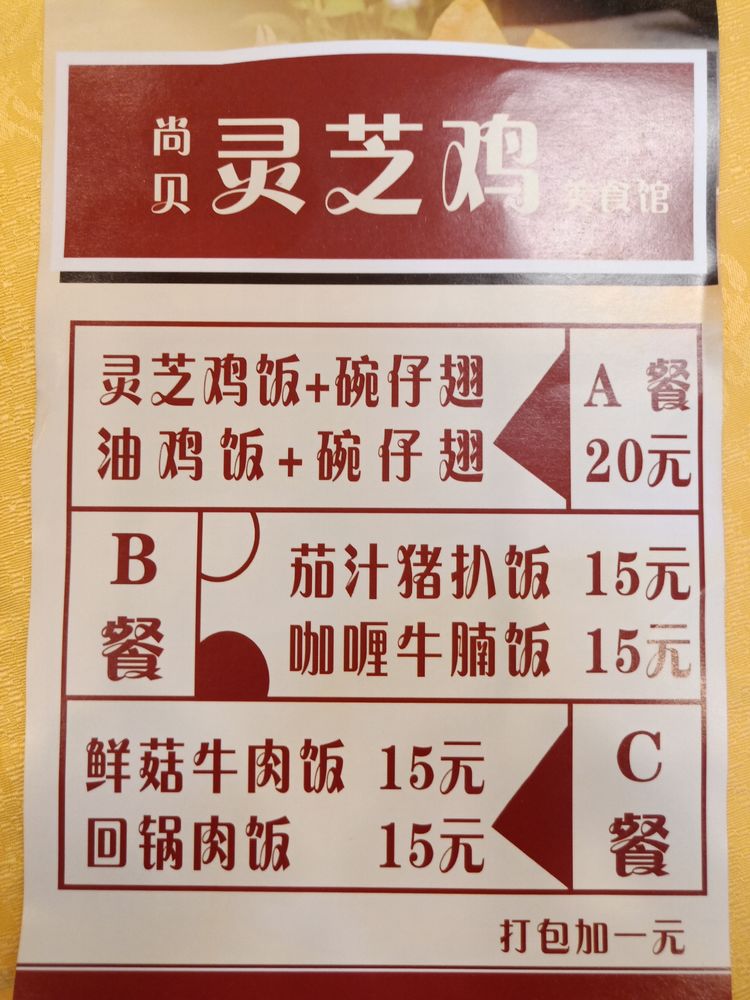 尚贝 灵芝鸡 美食馆
灵芝鸡饭+碗仔翅
油鸡饭+碗仔翅
A 餐
20元
B
餐
茄汁猪扒饭 15元
咖喱牛腩饭 15元
鲜菇牛肉饭 15元
回锅肉饭 15元
C
餐
打包加一元